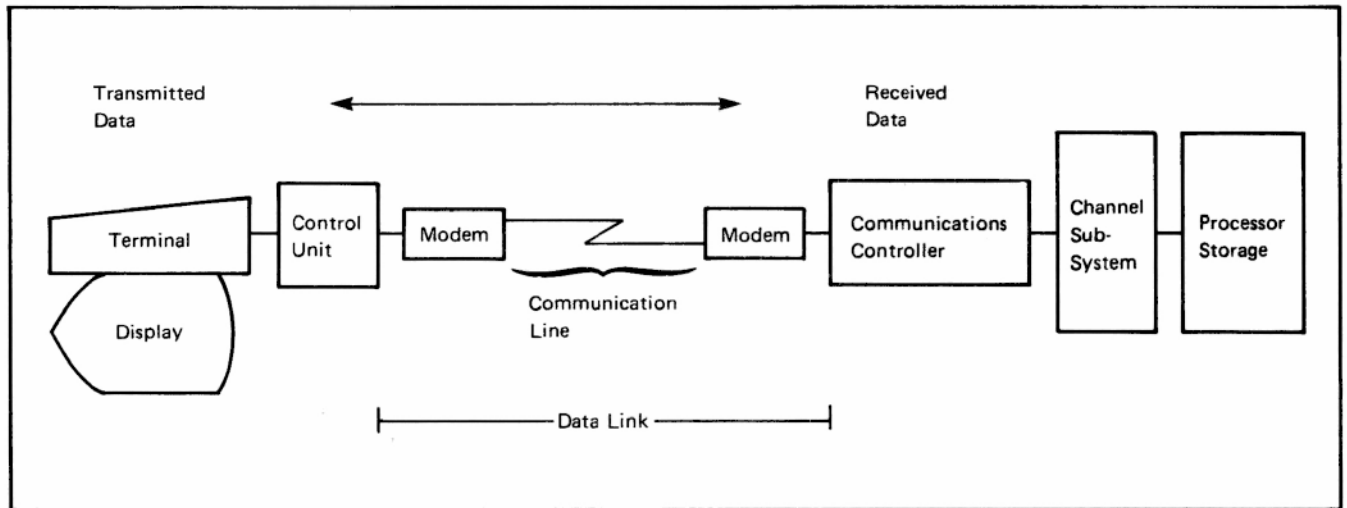 Transmitted
Data
Received
Data
Terminal
Display
Control
Unit
Modem
Communication
Line
Modem
Communications
Controller
Channel
Sub-
System
Processor
Storage
Data Link